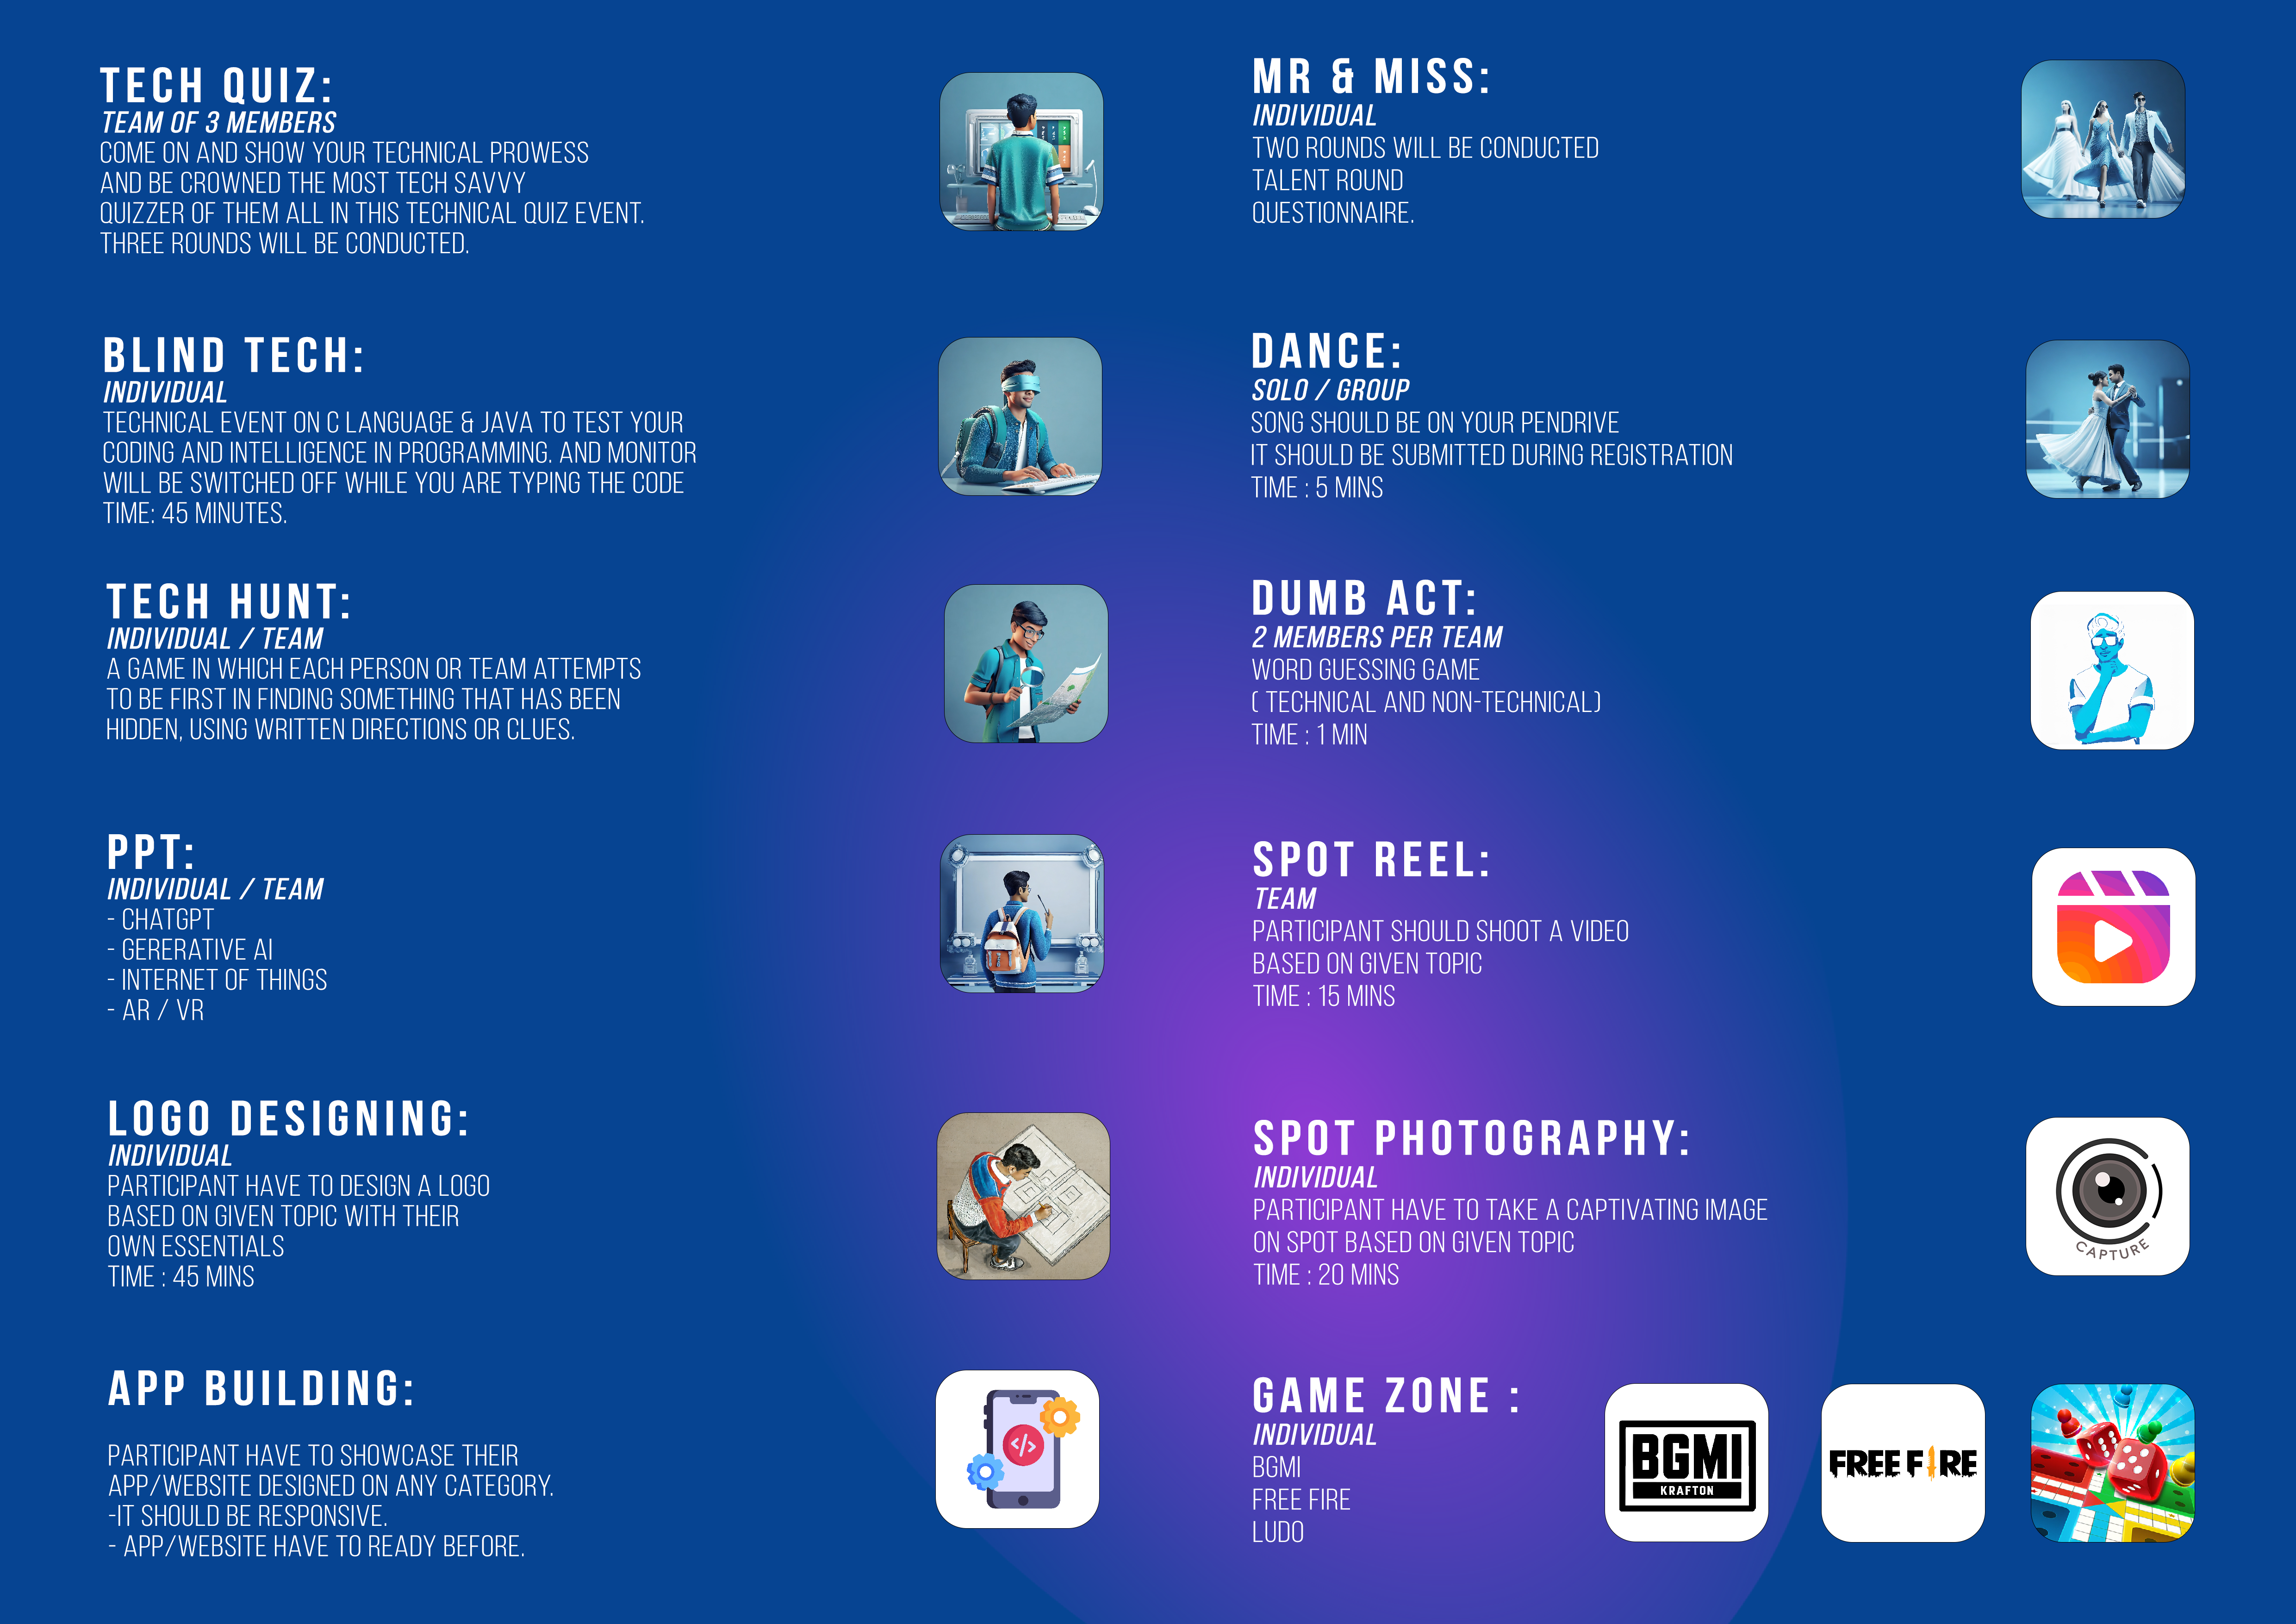 TECH QUIZ:
TEAM OF 3 MEMBERS
COME ON AND SHOW YOUR TECHNICAL PROWESS
AND BE CROWNED THE MOST TECH SAVVY
QUIZZER OF THEM ALL IN THIS TECHNICAL QUIZ EVENT.
THREE ROUNDS WILL BE CONDUCTED.
BLIND TECH:
INDIVIDUAL
TECHNICAL EVENT ON C LANGUAGE & JAVA TO TEST YOUR
CODING AND INTELLIGENCE IN PROGRAMMING. AND MONITOR
WILL BE SWITCHED OFF WHILE YOU ARE TYPING THE CODE
TIME: 45 MINUTES.
TECH HUNT:
INDIVIDUAL / TEAM
A GAME IN WHICH EACH PERSON OR TEAM ATTEMPTS
TO BE FIRST IN FINDING SOMETHING THAT HAS BEEN
HIDDEN, USING WRITTEN DIRECTIONS OR CLUES.
PPT:
INDIVIDUAL / TEAM
- CHATGPT
- GERERATIVE AI
- INTERNET OF THINGS
- AR / VR
LOGO DESIGNING:
INDIVIDUAL
PARTICIPANT HAVE TO DESIGN A LOGO
BASED ON GIVEN TOPIC WITH THEIR
OWN ESSENTIALS
TIME : 45 MINS
APP BUILDING:
PARTICIPANT HAVE TO SHOWCASE THEIR
APP/WEBSITE DESIGNED ON ANY CATEGORY.
-IT SHOULD BE RESPONSIVE.
- APP/WEBSITE HAVE TO READY BEFORE.
</>
MR & MISS:
INDIVIDUAL
TWO ROUNDS WILL BE CONDUCTED
TALENT ROUND
QUESTIONNAIRE.
DANCE:
SOLO / GROUP
SONG SHOULD BE ON YOUR PENDRIVE
IT SHOULD BE SUBMITTED DURING REGISTRATION
TIME : 5 MINS
DUMB ACT:
2 MEMBERS PER TEAM
WORD GUESSING GAME
( TECHNICAL AND NON-TECHNICAL)
TIME : 1 MIN
SPOT REEL:
TEAM
PARTICIPANT SHOULD SHOOT A VIDEO
BASED ON GIVEN TOPIC
TIME : 15 MINS
SPOT PHOTOGRAPHY:
INDIVIDUAL
PARTICIPANT HAVE TO TAKE A CAPTIVATING IMAGE
ON SPOT BASED ON GIVEN TOPIC
TIME : 20 MINS
CAPTURE
GAME ZONE :
INDIVIDUAL
BGMI
FREE FIRE
LUDO
BGMI
KRAFTON
FREE FIRE